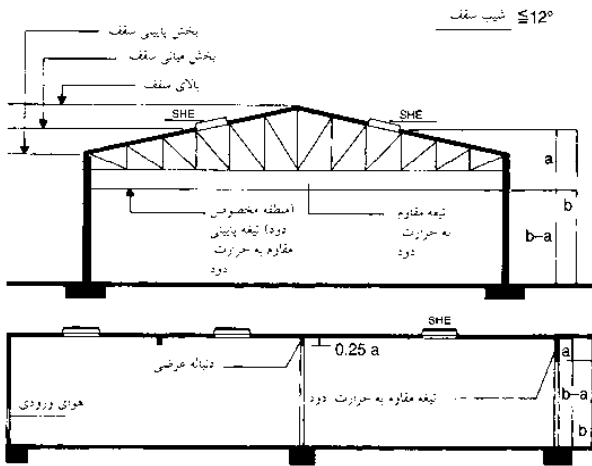 شیب سقف ≦12°
بخش پایینی سقف
بخش میانی سقف
بالای سقف
SHE
SHE
a
b
b–a
(منطقه مخصوص
دود) تیغه پایینی
مقاوم به حرارت
دود
تیغه مقاوم
به حرارت
دود
SHE
0.25 a
دنباله عرضی
هوای ورودی
تیغه مقاوم به حرارت دود
a
b–a
b